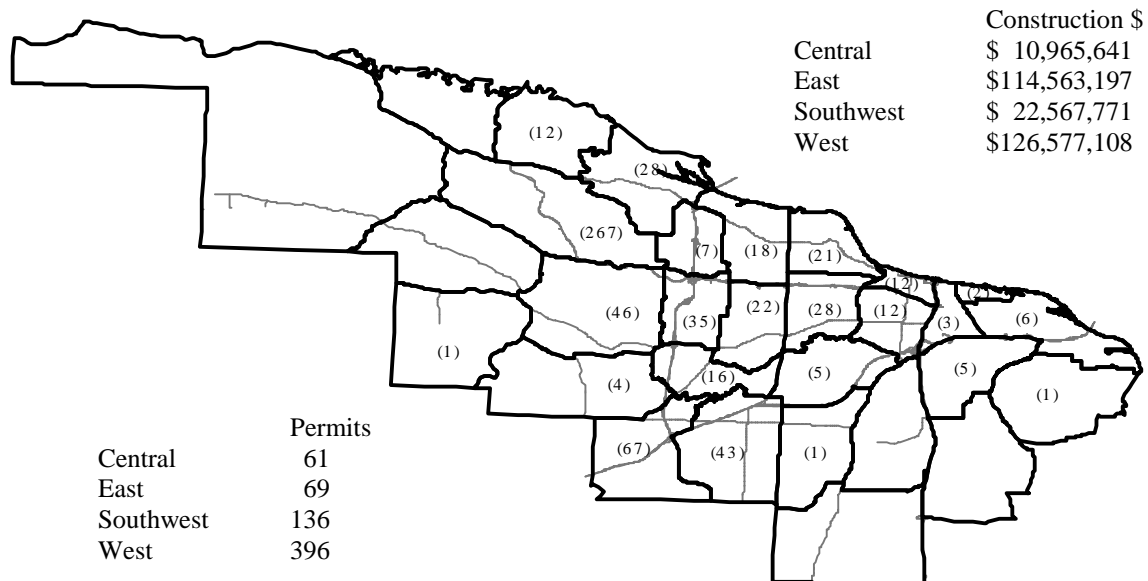 Construction $
Central $ 10,965,641
East $114,563,197
Southwest $ 22,567,771
West $126,577,108
(12)
(28)
(267)
(7)
(18)
(21)
(12)
(2)
(46)
(35)
(22)
(28)
(12)
(3)
(6)
(1)
(4)
(16)
(5)
(5)
(1)
(67)
(43)
(1)
Permits
Central 61
East 69
Southwest 136
West 396